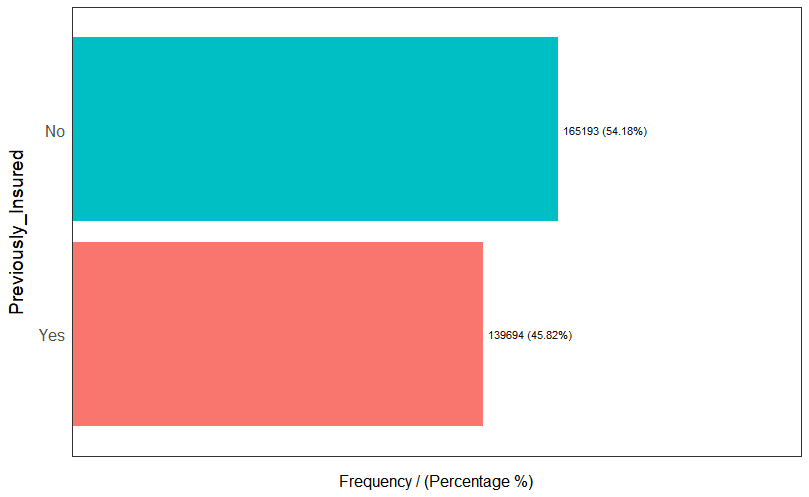 Previously_Insured
No
165193 (54.18%)
Yes
139694 (45.82%)
Frequency / (Percentage %)